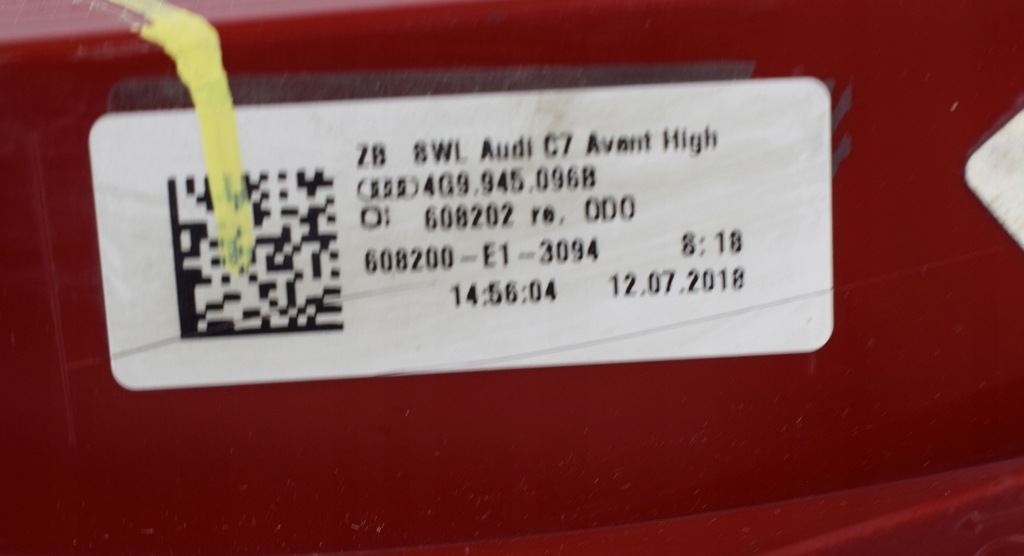 ZB SWL Audi C7 Avant High
4G9.945.096B
O: 608202 re. ODO
608200-E1-3094 8:18
14:56:04 12.07.2018